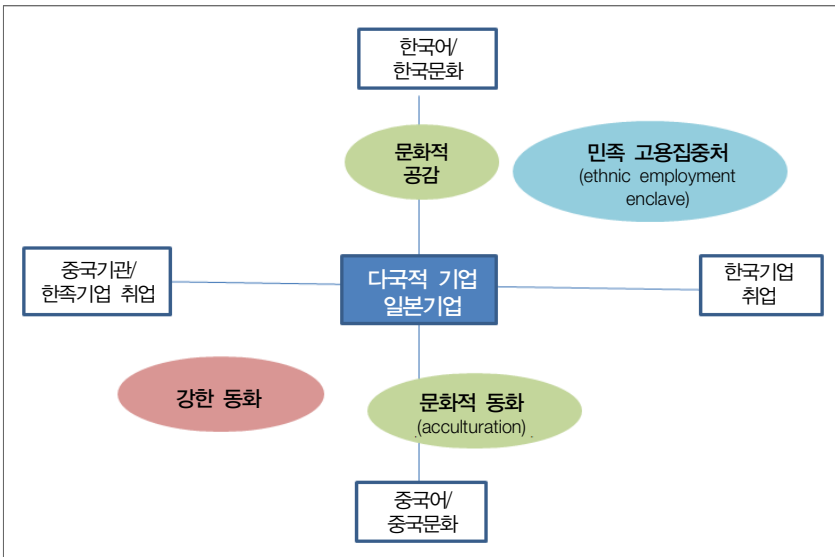 한국어/
한국문화
문화적
공감
민족 고용집중처
(ethnic employment
enclave)
중국기관/
한족기업 취업
다국적 기업
일본기업
한국기업
취업
강한 동화
문화적 동화
(acculturation)
중국어/
중국문화